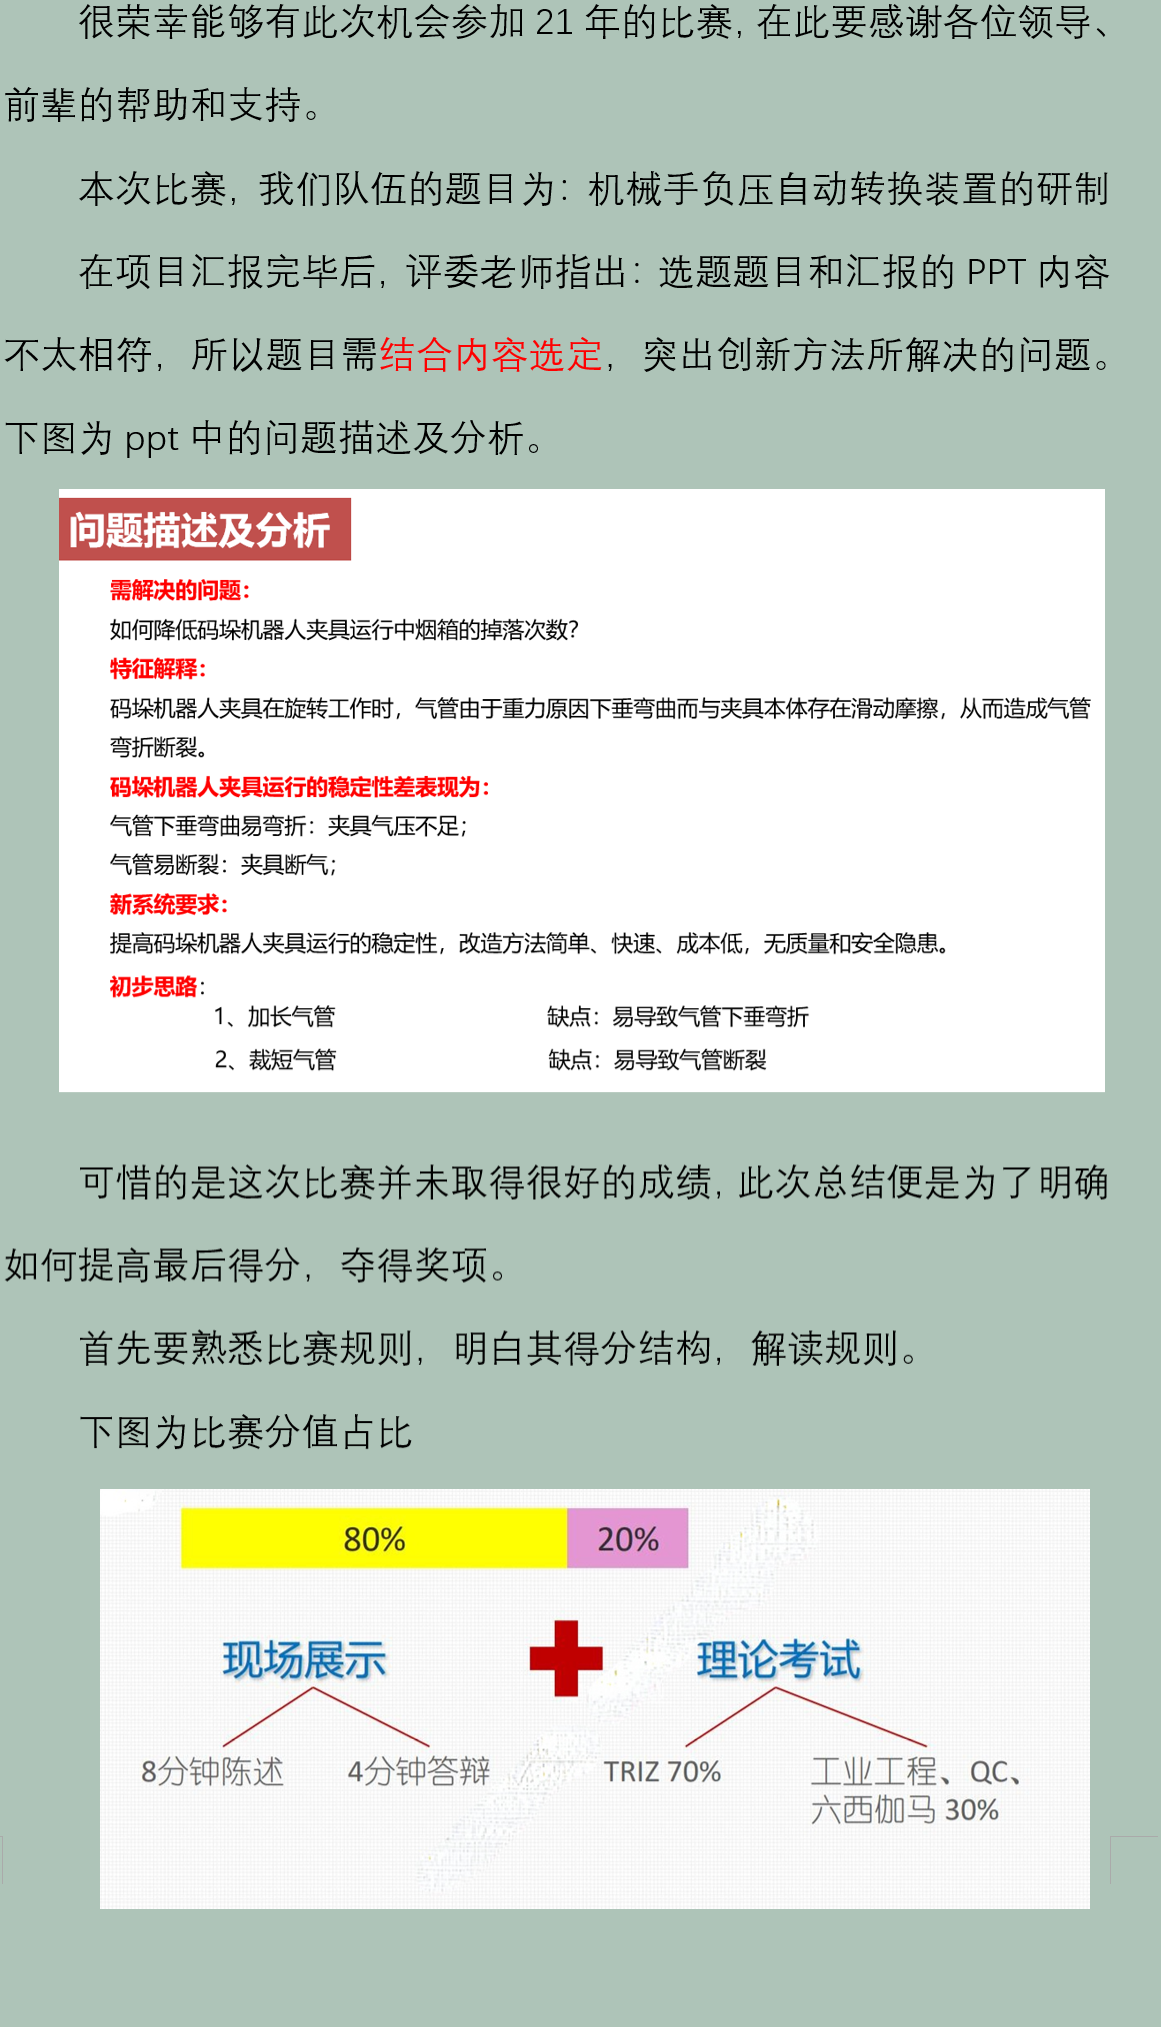 很荣幸能够有此次机会参加 21 年的比赛，在此要感谢各位领导、
前辈的帮助和支持。
本次比赛，我们队伍的题目为：机械手负压自动转换装置的研制
在项目汇报完毕后，评委老师指出：选题题目和汇报的 PPT 内容
不太相符，所以题目需结合内容选定，突出创新方法所解决的问题。
下图为 ppt 中的问题描述及分析。
问题描述及分析
需解决的问题：
如何降低码垛机器人夹具运行中烟箱的掉落次数？
特征解释：
码垛机器人夹具在旋转工作时，气管由于重力原因下垂弯曲而与夹具本体存在滑动摩擦，从而造成气管
弯折断裂。
码垛机器人夹具运行的稳定性差表现为：
气管下垂弯曲易弯折：夹具气压不足；
气管易断裂：夹具断气；
新系统要求：
提高码垛机器人夹具运行的稳定性，改造方法简单、快速、成本低，无质量和安全隐患。
初步思路：
1、加长气管 缺点：易导致气管下垂弯折
2、裁短气管 缺点：易导致气管断裂
可惜的是这次比赛并未取得很好的成绩，此次总结便是为了明确
如何提高最后得分，夺得奖项。
首先要熟悉比赛规则，明白其得分结构，解读规则。
下图为比赛分值占比
80% 20%
现场展示 理论考试
8分钟陈述 4分钟答辩 TRIZ 70% 工业工程、QC、
六西伽马 30%